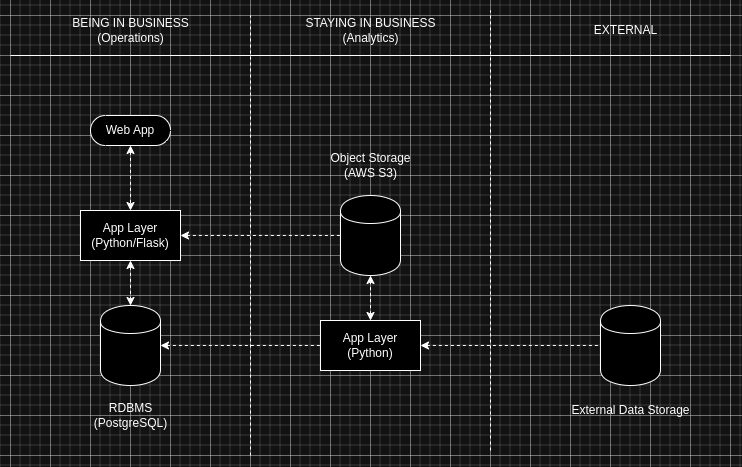 BEING IN BUSINESS
(Operations)
STAYING IN BUSINESS
(Analytics)
EXTERNAL
Web App
Object Storage
(AWS S3)
App Layer
(Python/Flask)
App Layer
(Python)
RDBMS
(PostgreSQL)
External Data Storage